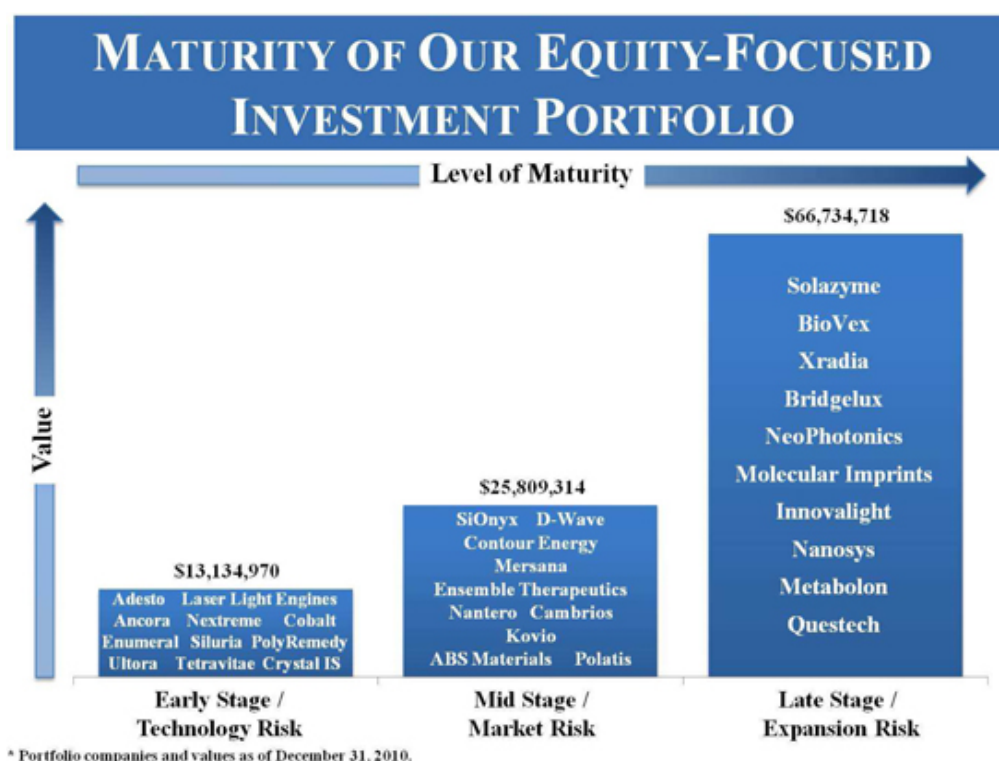 MATURITY OF OUR EQUITY-FOCUSED
INVESTMENT PORTFOLIO
Level of Maturity
Value
$13,134,970
Adesto Laser Light Engines
Ancora Nextreme Cobalt
Enumeral Siluria PolyRemedy
Ultora Tetravitae Crystal IS
Early Stage /
Technology Risk
$25,809,314
SiOnyx D-Wave
Contour Energy
Mersana
Ensemble Therapeutics
Nantero Cambrios
Kovio
ABS Materials Polatis
Mid Stage /
Market Risk
$66,734,718
Solazyme
BioVex
Xradia
Bridgelux
NeoPhotonics
Molecular Imprints
Innovalight
Nanosys
Metabolon
Questech
Late Stage /
Expansion Risk
* Portfolio companies and values as of December 31, 2010.